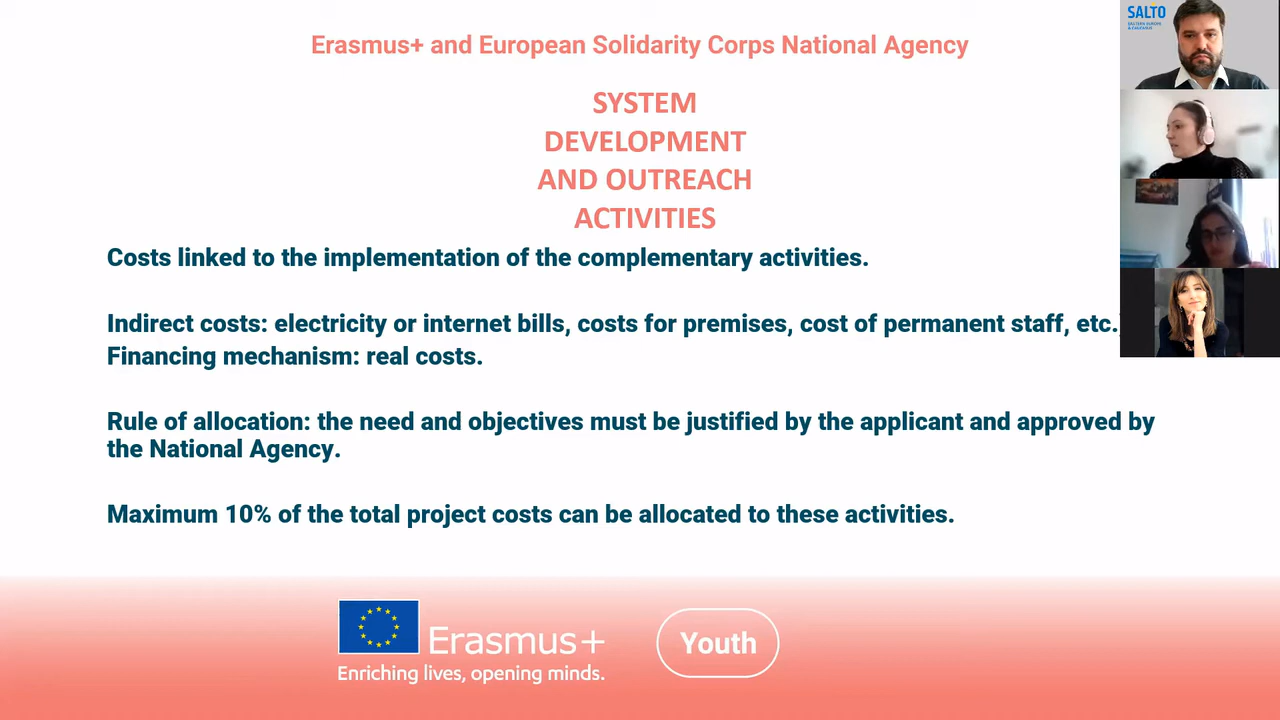 Erasmus+ and European Solidarity Corps National Agency
SYSTEM
DEVELOPMENT
AND OUTREACH
ACTIVITIES
Costs linked to the implementation of the complementary activities.
Indirect costs: electricity or internet bills, costs for premises, cost of permanent staff, etc.
Financing mechanism: real costs.
Rule of allocation: the need and objectives must be justified by the applicant and approved by
the National Agency.
Maximum 10% of the total project costs can be allocated to these activities.
Erasmus+
Enriching lives, opening minds.
Youth
SALTO
EASTERN EUROPE
& CAUCASUS